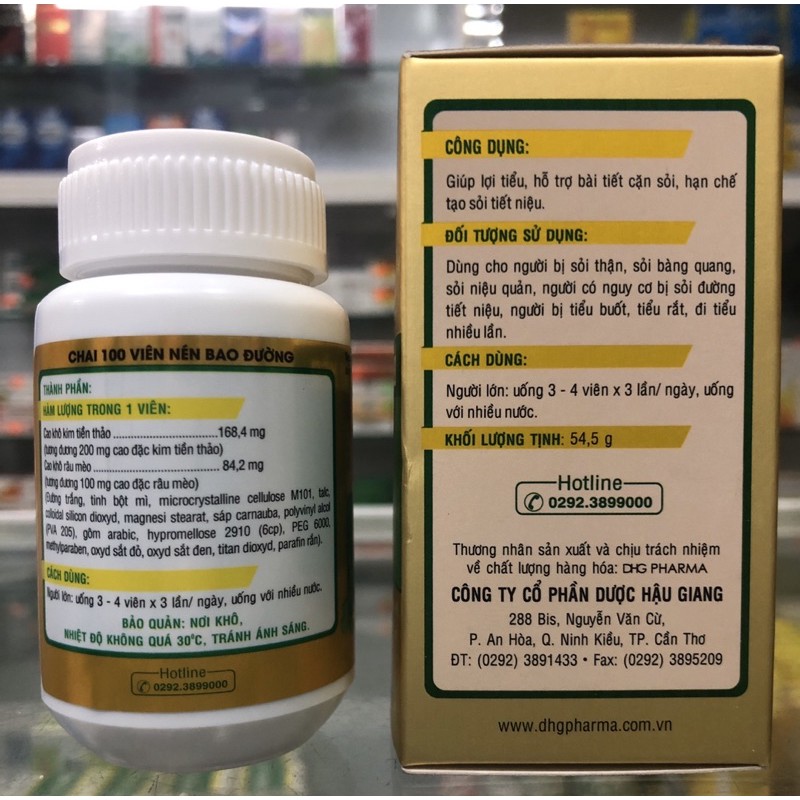 CHAI 100 VIÊN NÉN BAO ĐƯỜNG
THÀNH PHẦN:
HÀM LƯỢNG TRONG 1 VIÊN:
Cao khô kim tiền thảo ..............................168,4 mg
(tương đương 200 mg cao đặc kim tiền thảo)
Cao khô râu mèo ..................................... 84,2 mg
(tương đương 100 mg cao đặc râu mèo)
(Đường trắng, tinh bột mì, microcrystalline cellulose M101, talc,
colloidal silicon dioxyd, magnesi stearat, sáp carnauba, polyvinyl alcol
(PVA 205), gôm arabic, hypromellose 2910 (6cp), PEG 6000,
methylparaben, oxyd sắt đỏ, oxyd sắt đen, titan dioxyd, parafin rắn).
CÁCH DÙNG:
Người lớn: uống 3 - 4 viên x 3 lần/ ngày, uống với nhiều nước.
BẢO QUẢN: NƠI KHÔ,
NHIỆT ĐỘ KHÔNG QUÁ 30°C, TRÁNH ÁNH SÁNG.
Hotline
0292.3899000
CÔNG DỤNG:
Giúp lợi tiểu, hỗ trợ bài tiết cặn sỏi, hạn chế
tạo sỏi tiết niệu.
ĐỐI TƯỢNG SỬ DỤNG:
Dùng cho người bị sỏi thận, sỏi bàng quang,
sỏi niệu quản, người có nguy cơ bị sỏi đường
tiết niệu, người bị tiểu buốt, tiểu rắt, đi tiểu
nhiều lần.
CÁCH DÙNG:
Người lớn: uống 3 - 4 viên x 3 lần/ ngày, uống
với nhiều nước.
KHỐI LƯỢNG TỊNH: 54,5 g
Hotline
0292.3899000
Thương nhân sản xuất và chịu trách nhiệm
về chất lượng hàng hóa: DHG PHARMA
CÔNG TY CỔ PHẦN DƯỢC HẬU GIANG
288 Bis, Nguyễn Văn Cừ,
P. An Hòa, Q. Ninh Kiều, TP. Cần Thơ
ĐT: (0292) 3891433 • Fax: (0292) 3895209
www.dhgpharma.com.vn